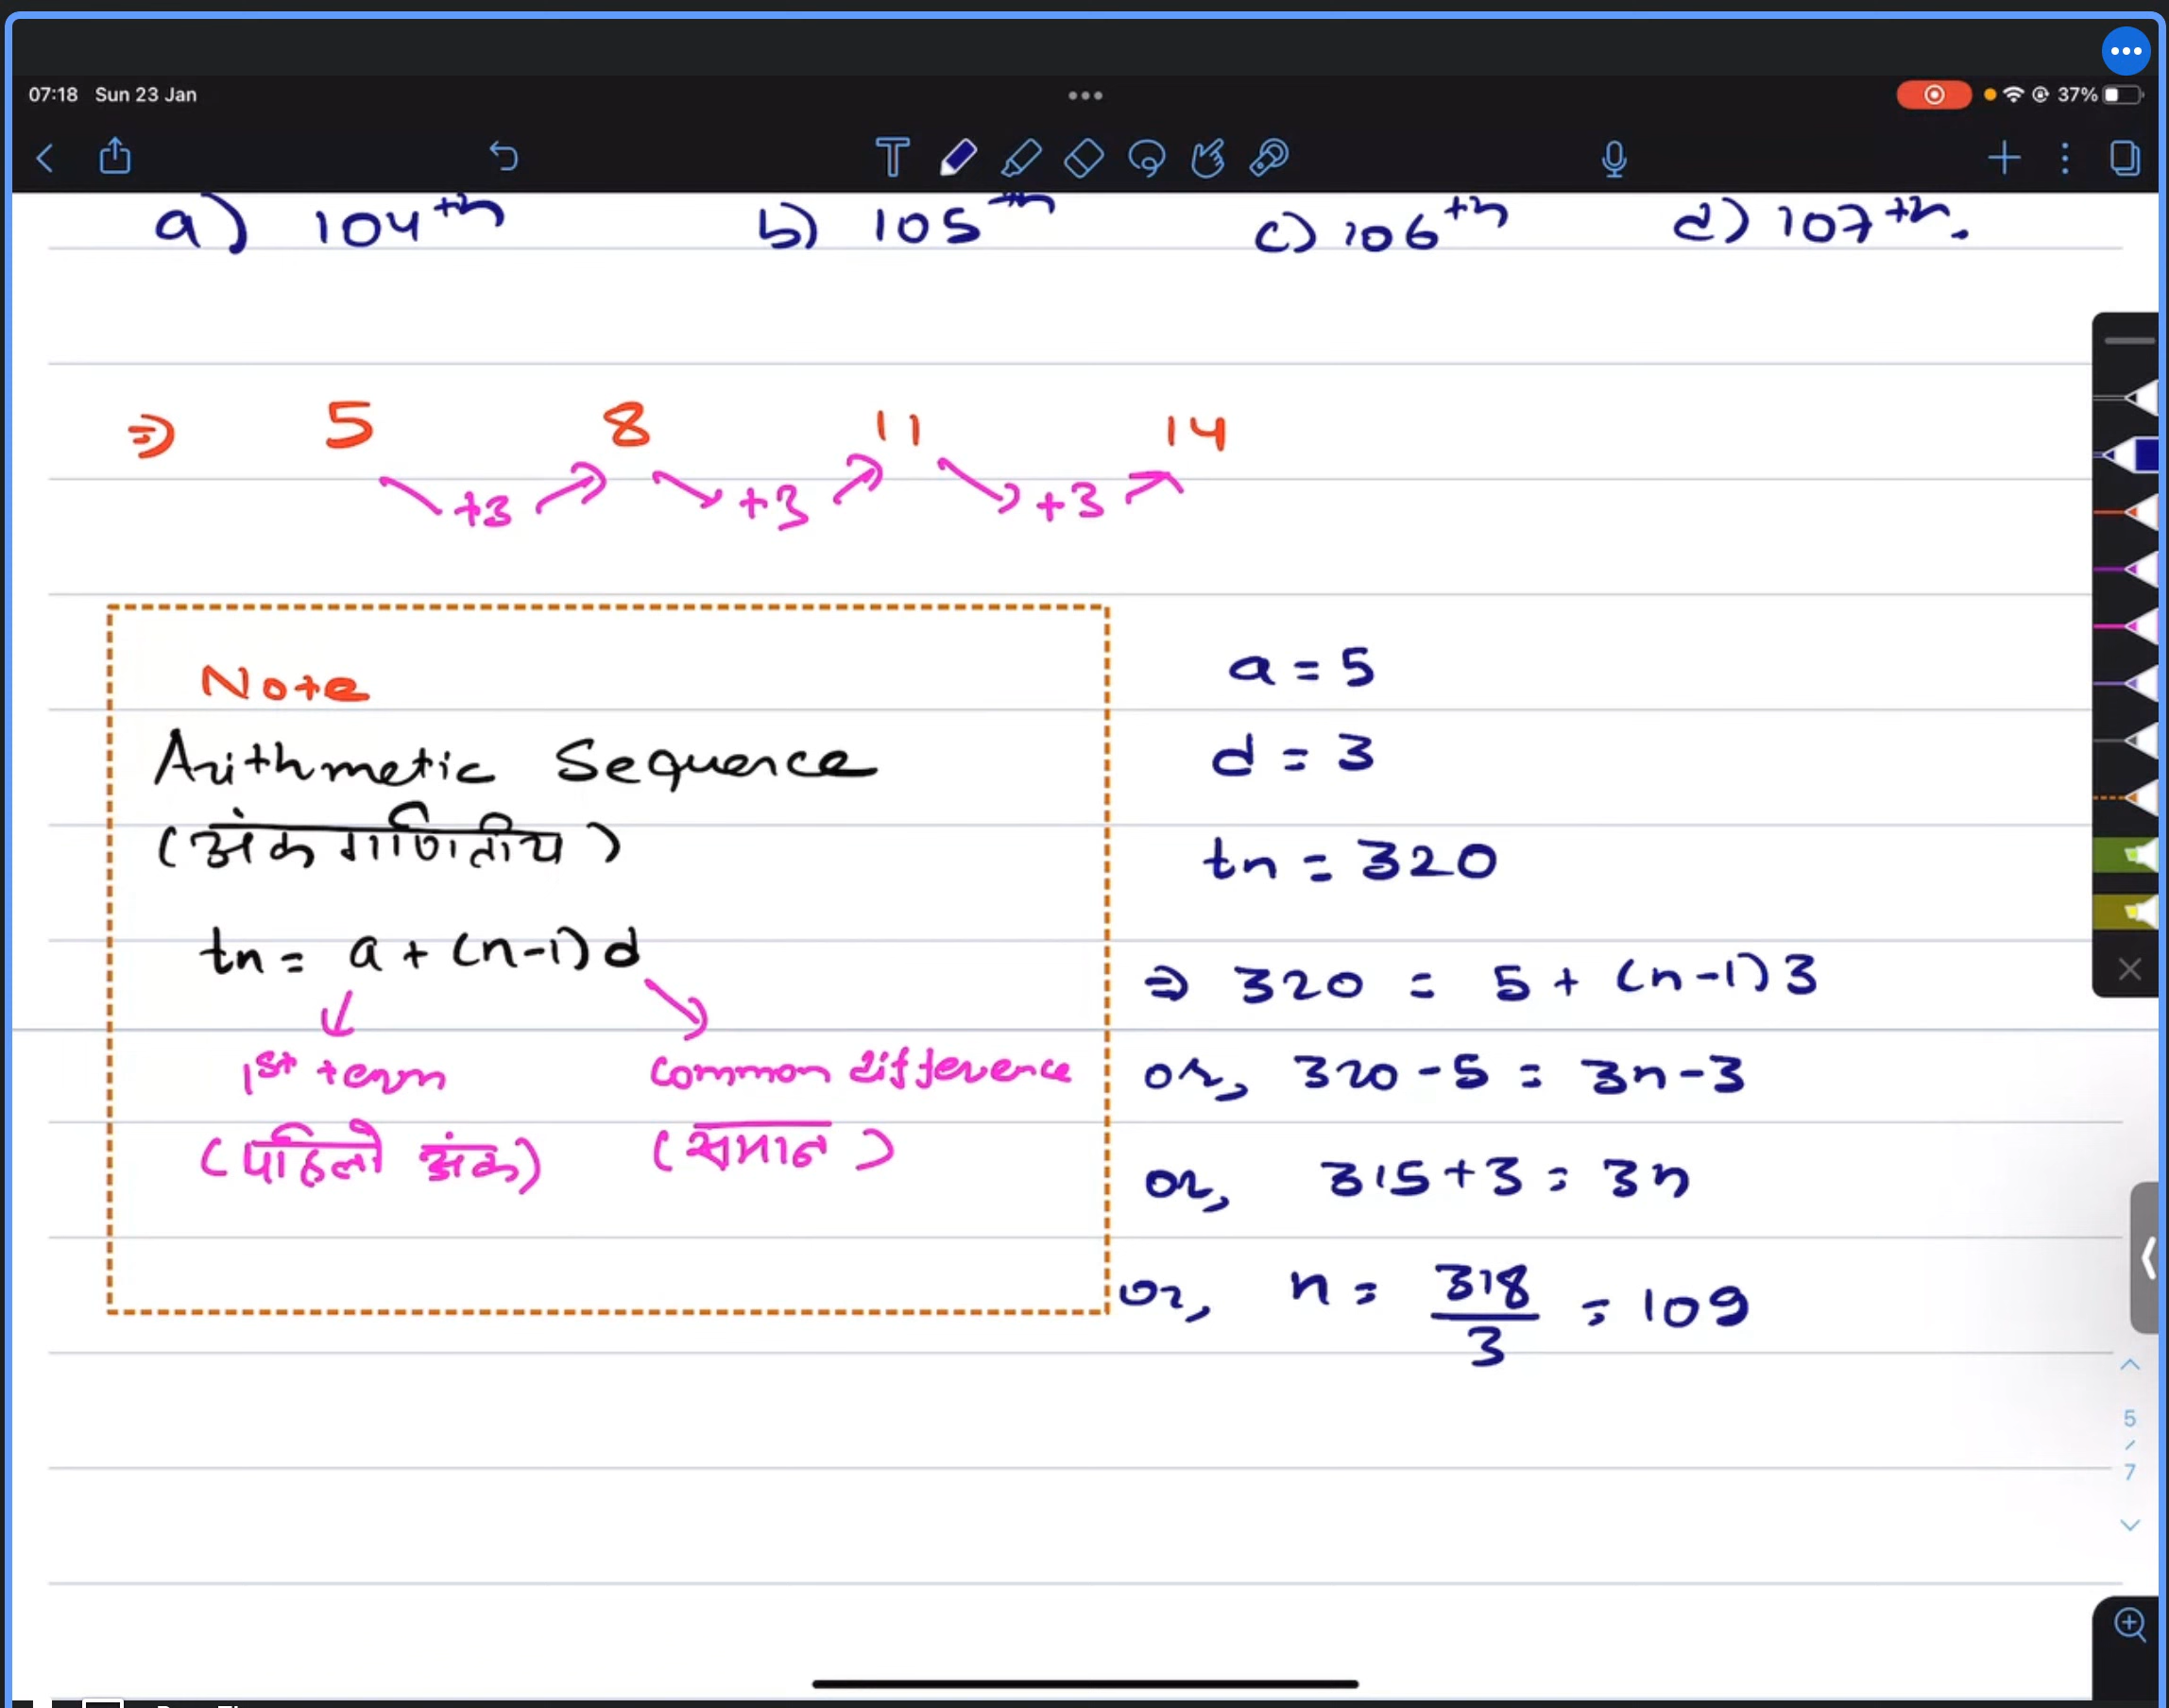 07:18 Sun 23 Jan
37%
a) 104th b) 105th c) 106th d) 107th.
⇒ 5 8 11 14
+3 +3 +3
Note
Arithmetic Sequence
(अंक गाणितीय)
tn = a + (n-1)d
1st term common difference
(पहिलो अंक) (समान)
a = 5
d = 3
tn = 320
⇒ 320 = 5 + (n-1)3
or, 320 - 5 = 3n - 3
or, 315 + 3 = 3n
or, n = 318/3 = 109
5
/
7